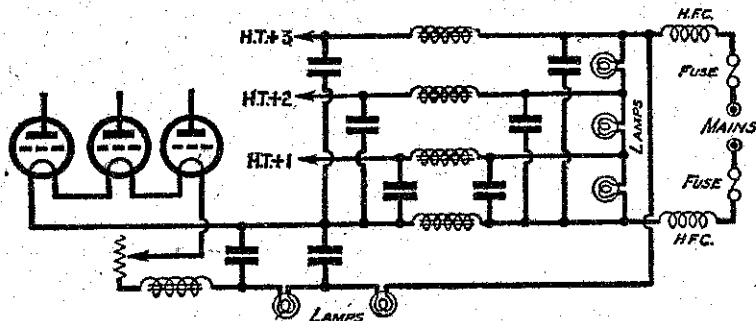 H.T.+3
H.F.C.
FUSE
H.T.+2
LAMPS
MAINS
H.T.+1
FUSE
H.F.C.
LAMPS